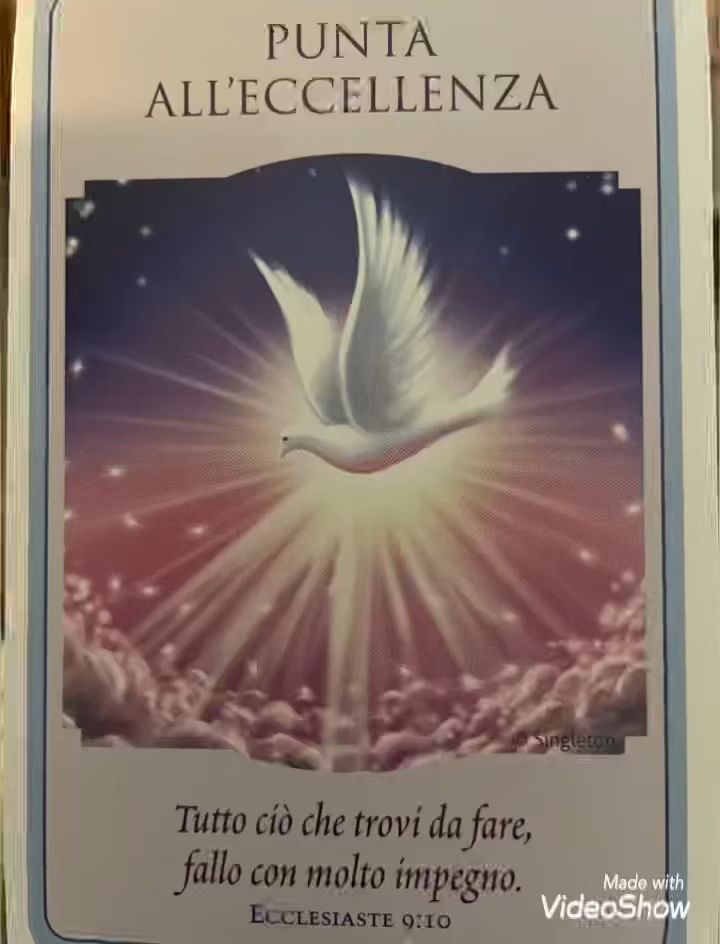 PUNTA
ALL'ECCELLENZA
© Singleton
Tutto ciò che trovi da fare,
fallo con molto impegno.
ECCLESIASTE 9:10
Made with
VideoShow